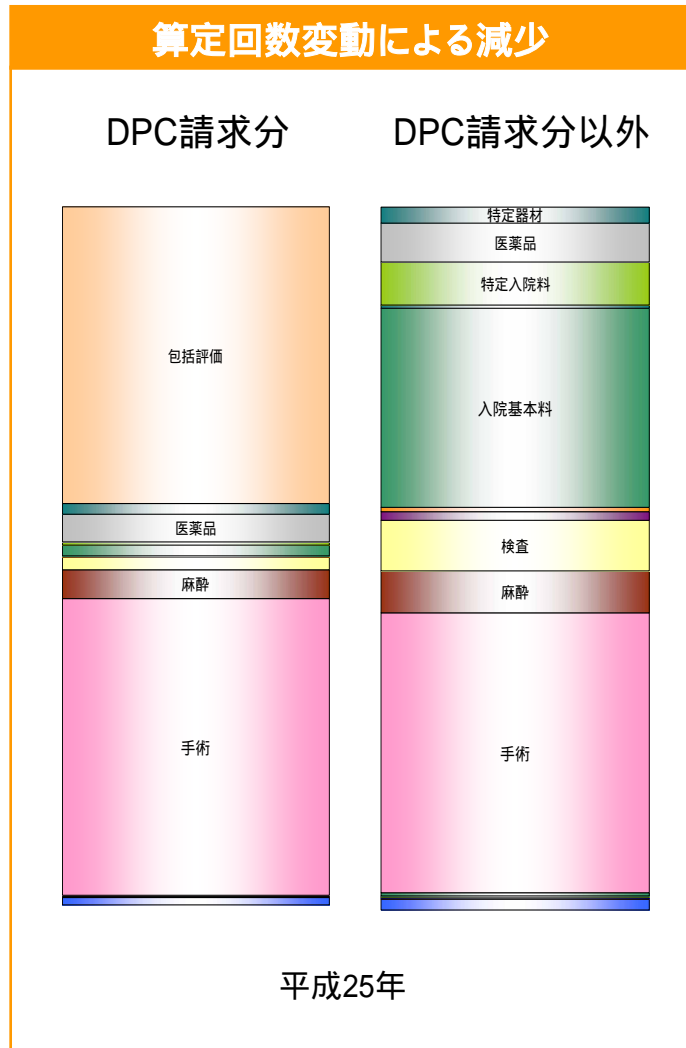 算定回数変動による減少
DPC請求分
DPC請求分以外
包括評価
医薬品
麻酔
手術
特定器材
医薬品
特定入院料
入院基本料
検査
麻酔
手術
平成25年